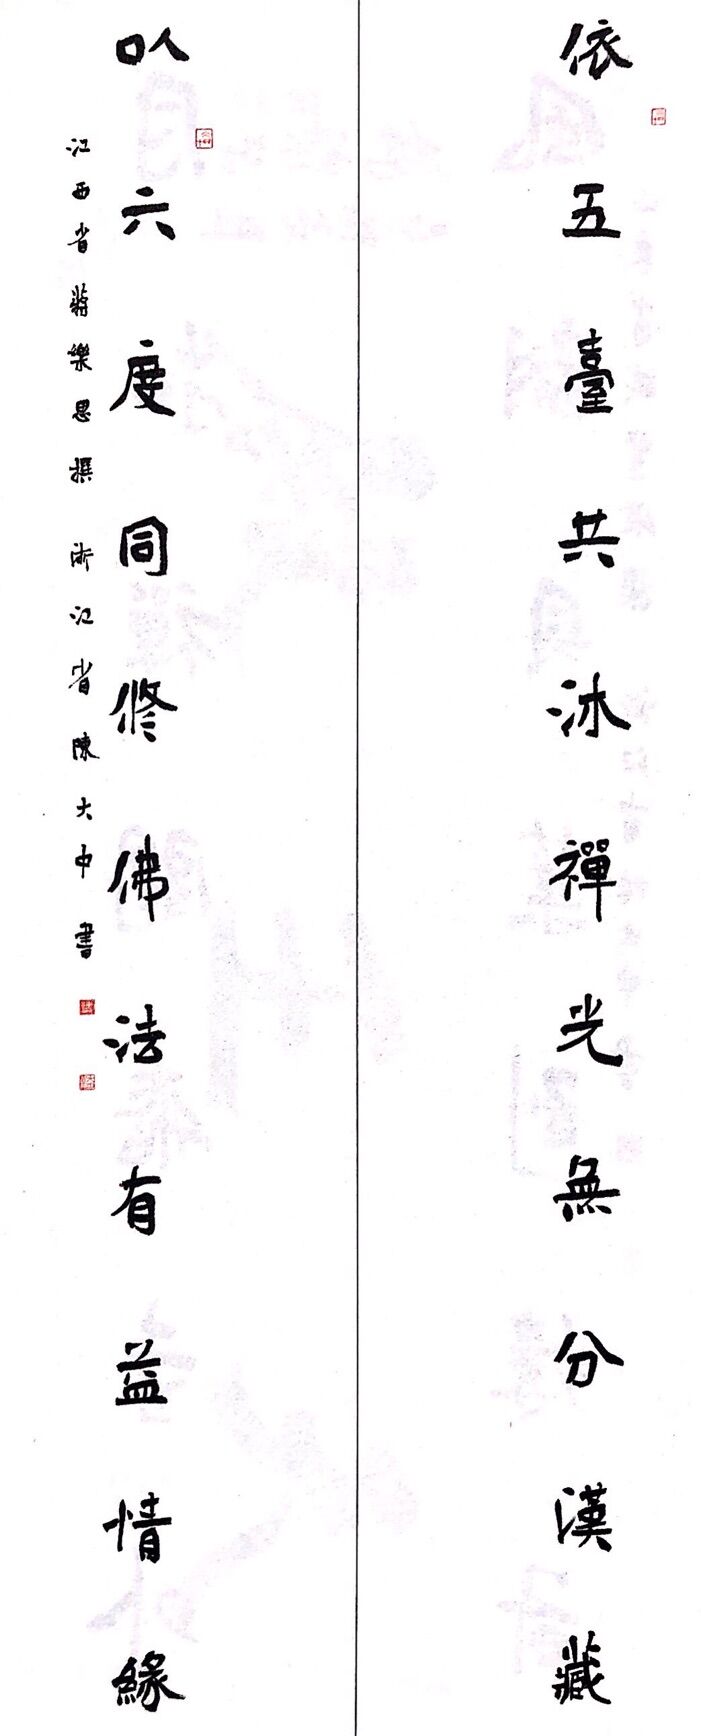 依五臺共沐禪光無分漢藏
以六度同修佛法有益情緣
江西省蔣樂思撰 浙江省陳大中書